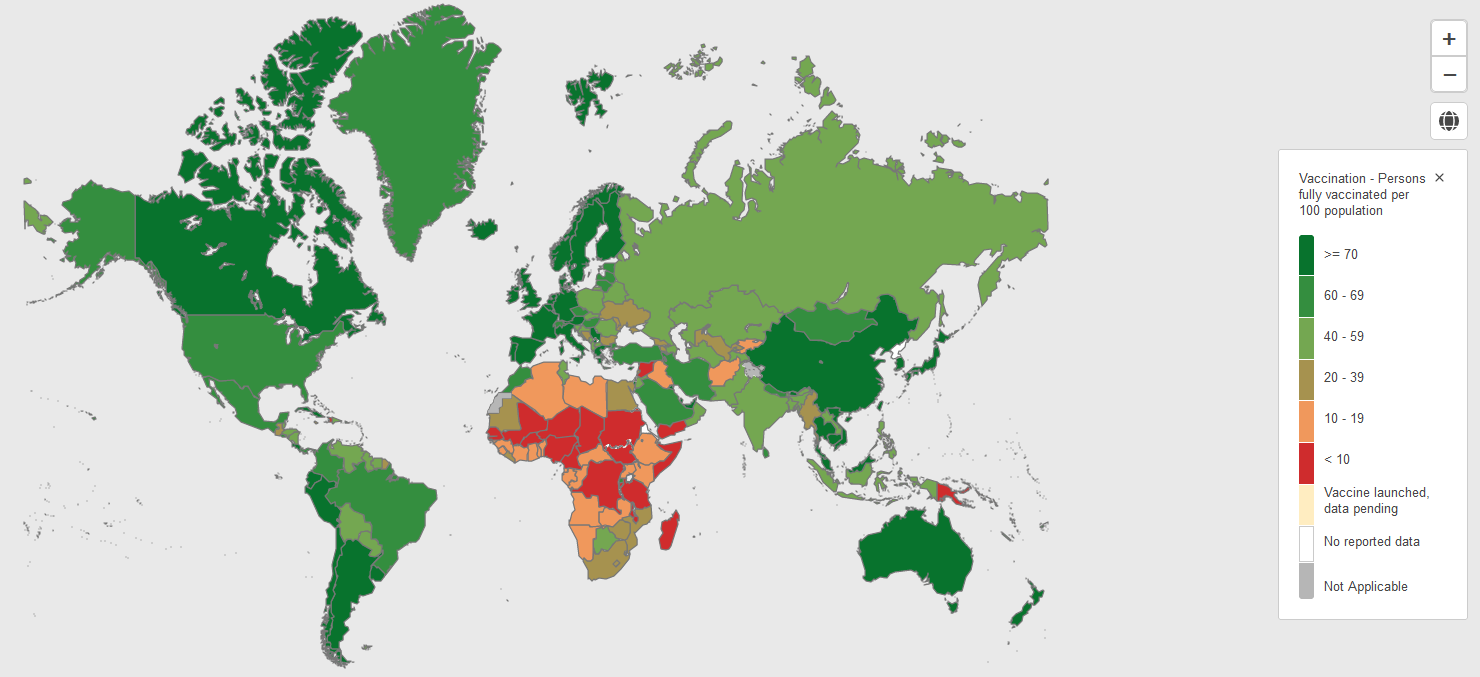 +
−
Vaccination - Persons ×
fully vaccinated per
100 population
>= 70
60 - 69
40 - 59
20 - 39
10 - 19
< 10
Vaccine launched,
data pending
No reported data
Not Applicable